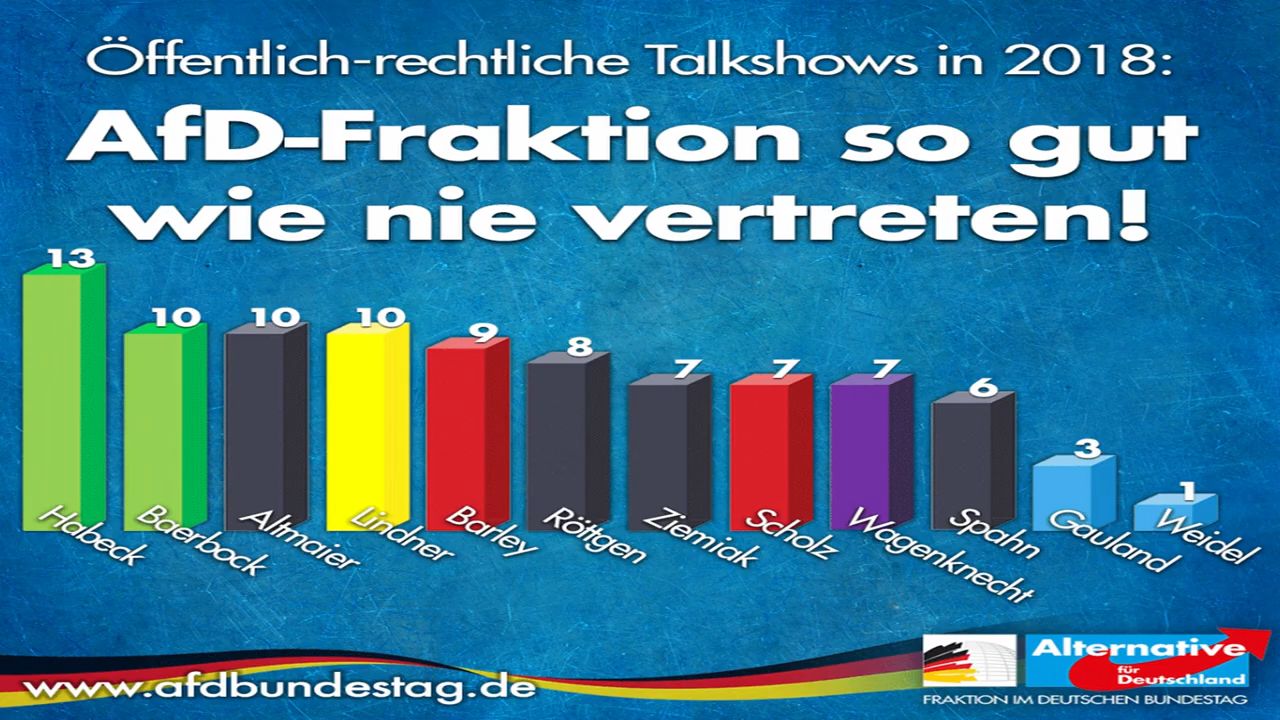 Öffentlich-rechtliche Talkshows in 2018:
AfD-Fraktion so gut
wie nie vertreten!
13
10
10
10
9
8
7
7
7
6
3
1
Habeck
Baerbock
Altmaier
Lindner
Barley
Röttgen
Ziemiak
Scholz
Wagenknecht
Spahn
Gauland
Weidel
www.afdbundestag.de
Alternative
für
Deutschland
FRAKTION IM DEUTSCHEN BUNDESTAG